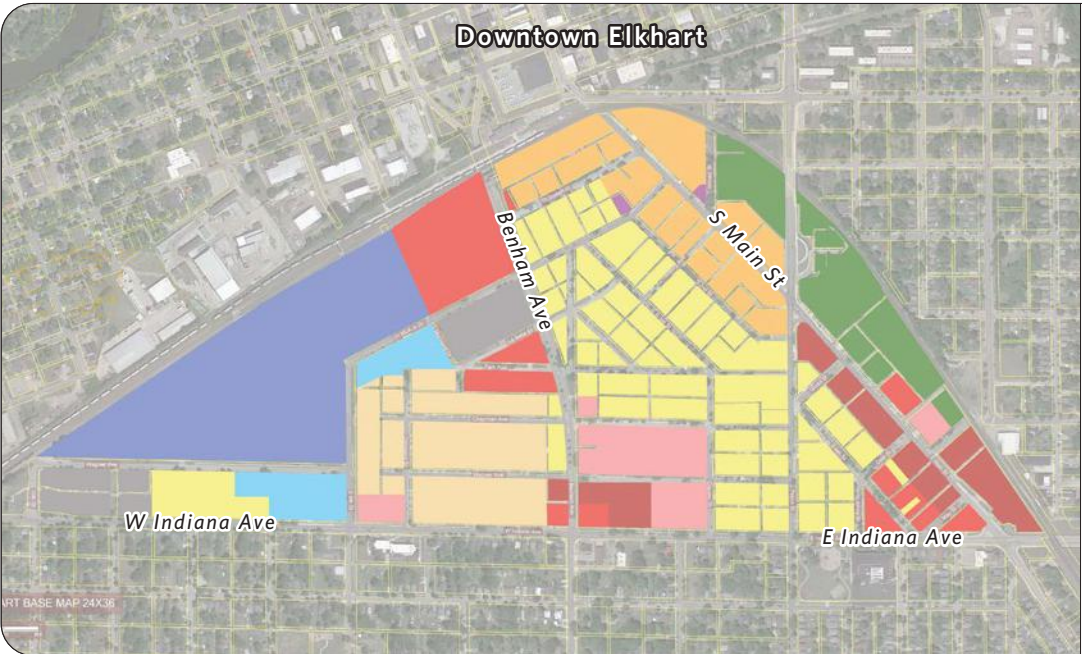 Downtown Elkhart
Benham Ave
S Main St
W Indiana Ave
E Indiana Ave
ART BASE MAP 24X36